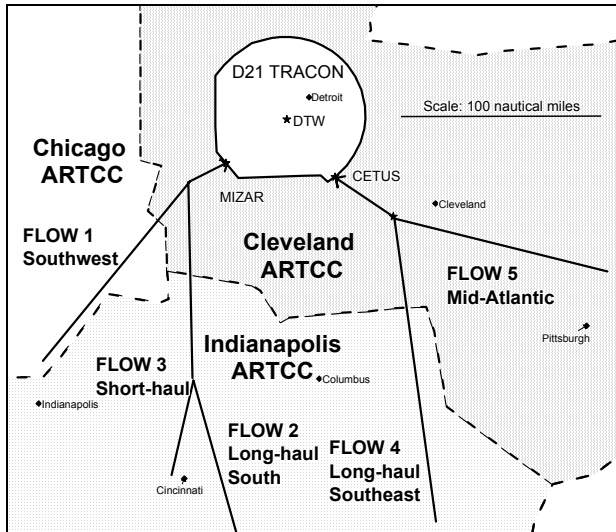 D21 TRACON
Detroit
DTW
Scale: 100 nautical miles
Chicago
ARTCC
MIZAR
CETUS
Cleveland
FLOW 1
Southwest
Cleveland
ARTCC
FLOW 5
Mid-Atlantic
Pittsburgh
Indianapolis
ARTCC
FLOW 3
Short-haul
Columbus
Indianapolis
FLOW 2
Long-haul
South
FLOW 4
Long-haul
Southeast
Cincinnati